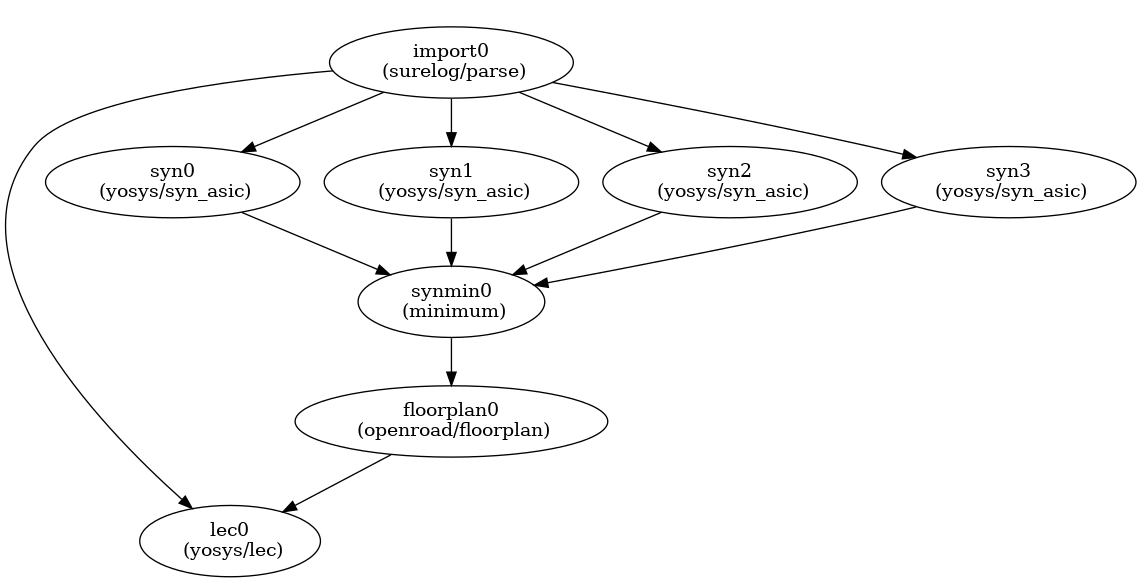 import0
(surelog/parse)
syn0
(yosys/syn_asic)
syn1
(yosys/syn_asic)
syn2
(yosys/syn_asic)
syn3
(yosys/syn_asic)
synmin0
(minimum)
floorplan0
(openroad/floorplan)
lec0
(yosys/lec)